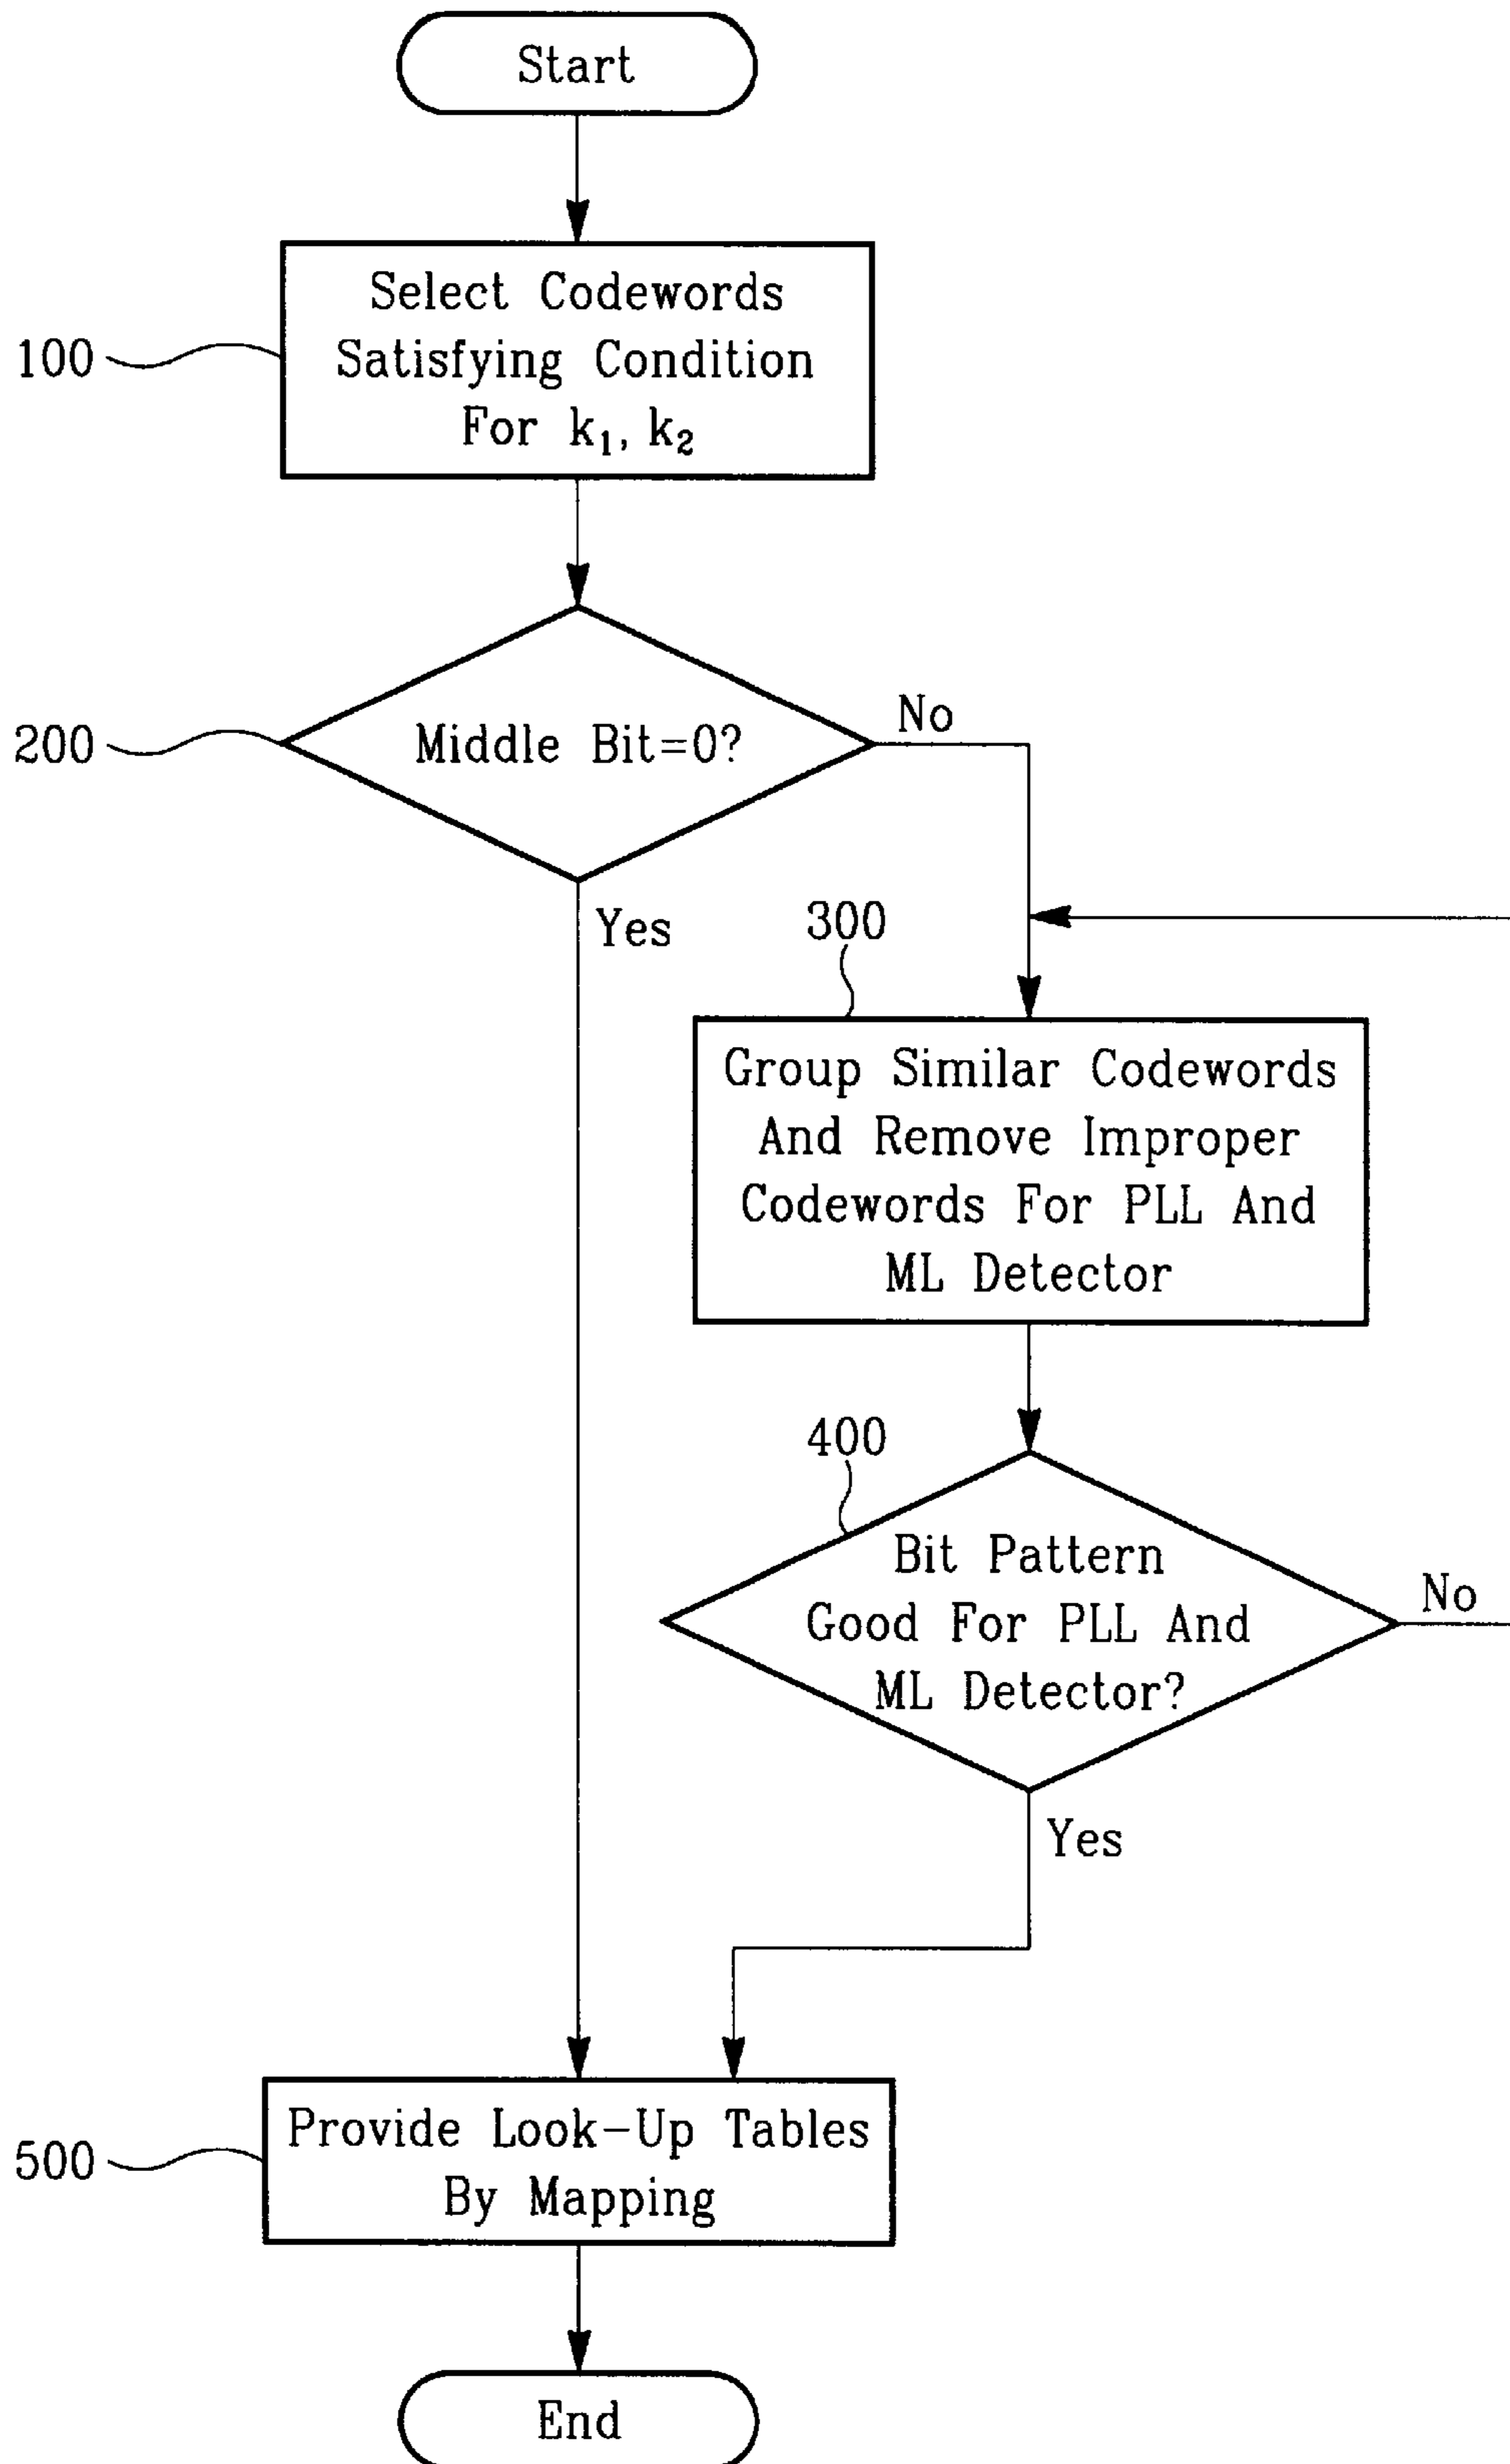 Start
100
Select Codewords
Satisfying Condition
For k₁, k₂
200
Middle Bit=0?
No
Yes
300
Group Similar Codewords
And Remove Improper
Codewords For PLL And
ML Detector
400
Bit Pattern
Good For PLL And
ML Detector?
No
Yes
500
Provide Look-Up Tables
By Mapping
End